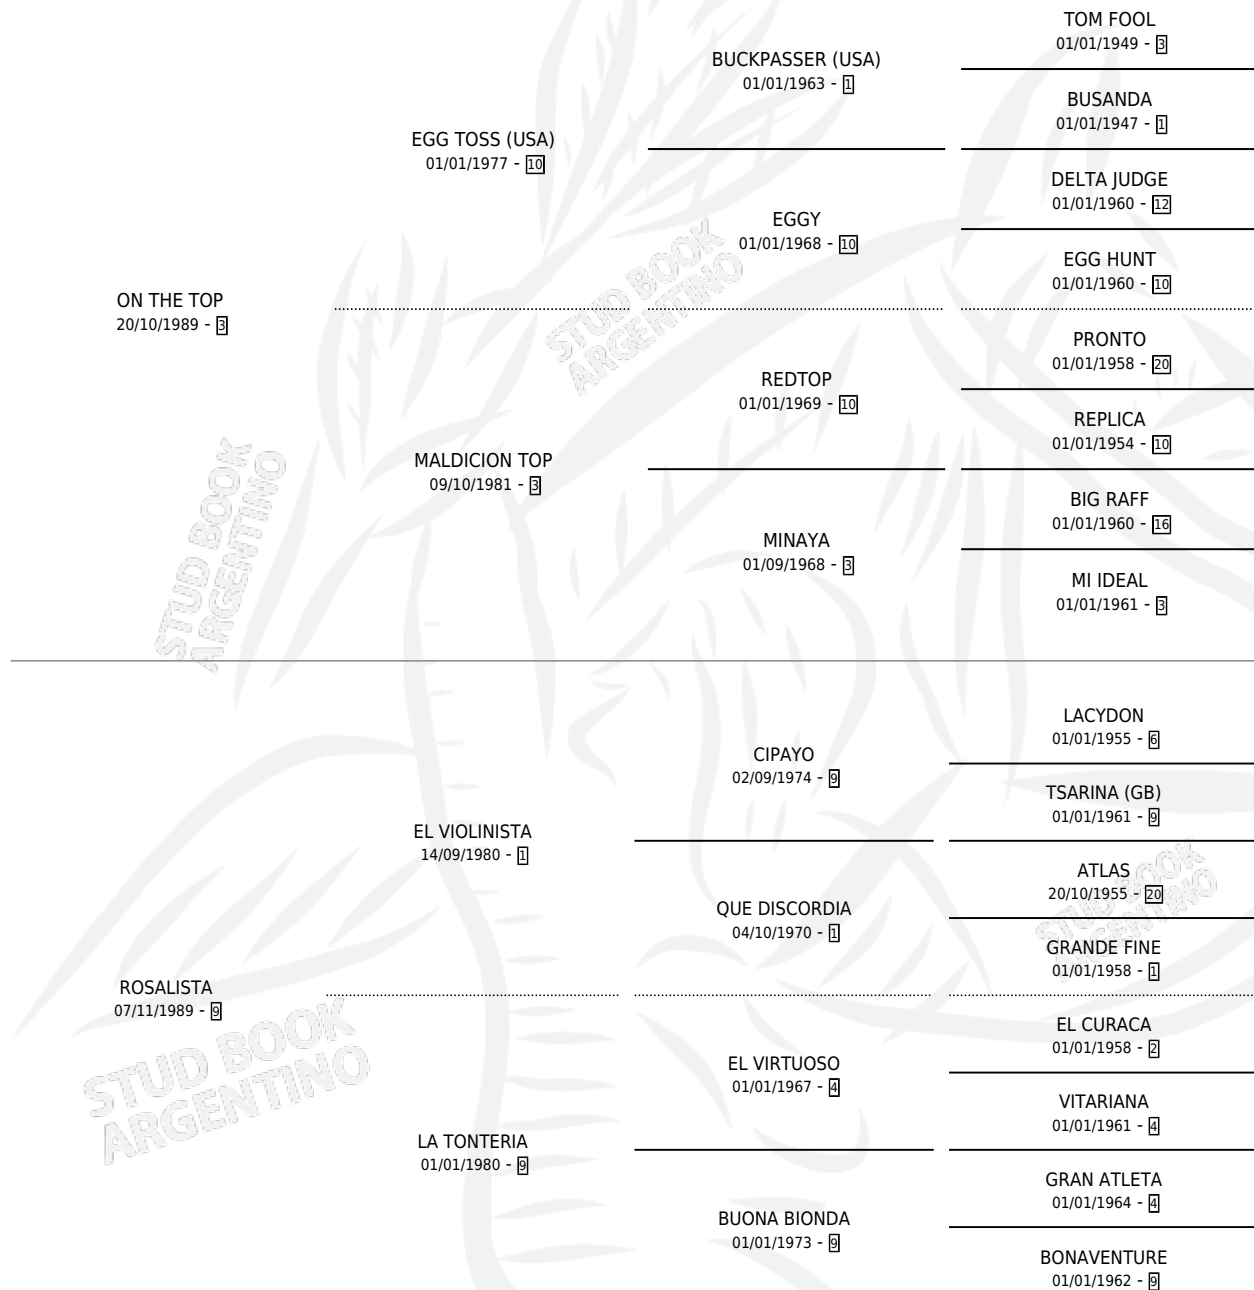 TOM FOOL
01/01/1949 - 3
BUCKPASSER (USA)
01/01/1963 - 1
BUSANDA
01/01/1947 - 1
EGG TOSS (USA)
01/01/1977 - 10
DELTA JUDGE
01/01/1960 - 12
EGGY
01/01/1968 - 10
EGG HUNT
01/01/1960 - 10
ON THE TOP
20/10/1989 - 3
PRONTO
01/01/1958 - 20
REDTOP
01/01/1969 - 10
REPLICA
01/01/1954 - 10
MALDICION TOP
09/10/1981 - 3
BIG RAFF
01/01/1960 - 16
MINAYA
01/09/1968 - 3
MI IDEAL
01/01/1961 - 3
LACYDON
01/01/1955 - 6
CIPAYO
02/09/1974 - 9
TSARINA (GB)
01/01/1961 - 9
EL VIOLINISTA
14/09/1980 - 1
ATLAS
20/10/1955 - 20
QUE DISCORDIA
04/10/1970 - 1
GRANDE FINE
01/01/1958 - 1
ROSALISTA
07/11/1989 - 9
EL CURACA
01/01/1958 - 2
EL VIRTUOSO
01/01/1967 - 4
VITARIANA
01/01/1961 - 4
LA TONTERIA
01/01/1980 - 9
GRAN ATLETA
01/01/1964 - 4
BUONA BIONDA
01/01/1973 - 9
BONAVENTURE
01/01/1962 - 9
STUD BOOK
ARGENTINO
STUD BOOK
ARGENTINO
STUD BOOK
ARGENTINO
STUD BOOK
ARGENTINO